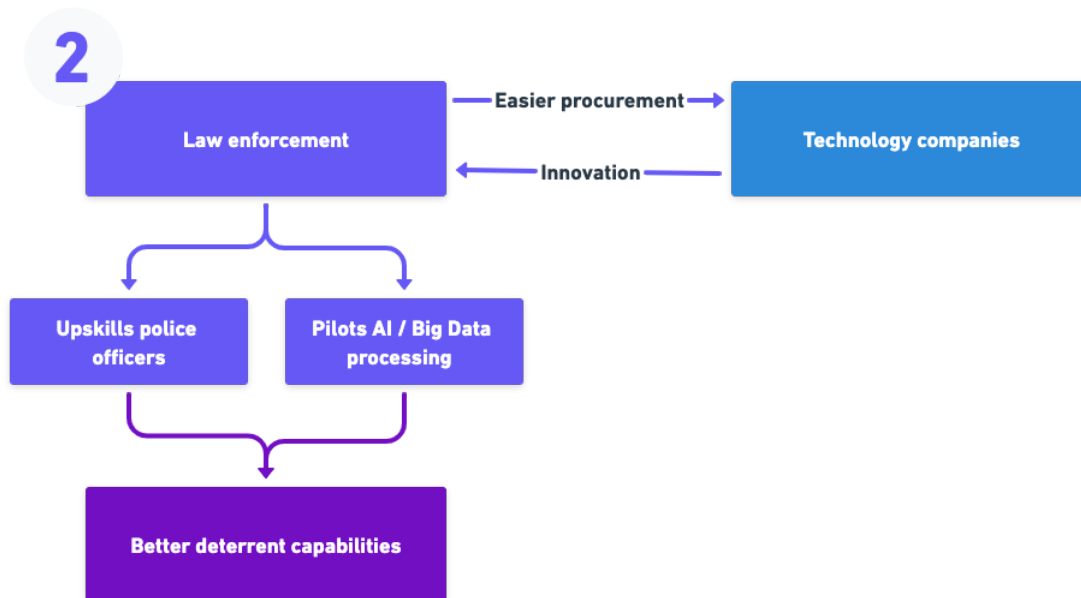 2
Law enforcement
Easier procurement
Technology companies
Innovation
Upskills police
officers
Pilots AI / Big Data
processing
Better deterrent capabilities